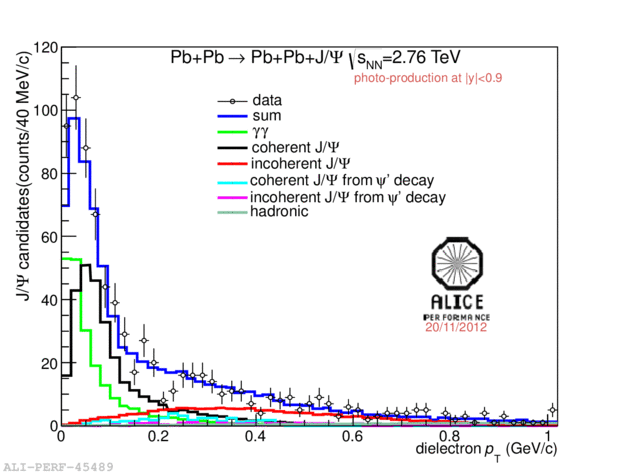 Pb+Pb → Pb+Pb+J/Ψ √sNN=2.76 TeV
photo-production at |y|<0.9
data
sum
γγ
coherent J/Ψ
incoherent J/Ψ
coherent J/Ψ from ψ' decay
incoherent J/Ψ from ψ' decay
hadronic
J/Ψ candidates(counts/40 MeV/c)
120
100
80
60
40
20
0
ALICE
PERFORMANCE
20/11/2012
0 0.2 0.4 0.6 0.8 1
dielectron pT (GeV/c)
ALI-PERF-45489